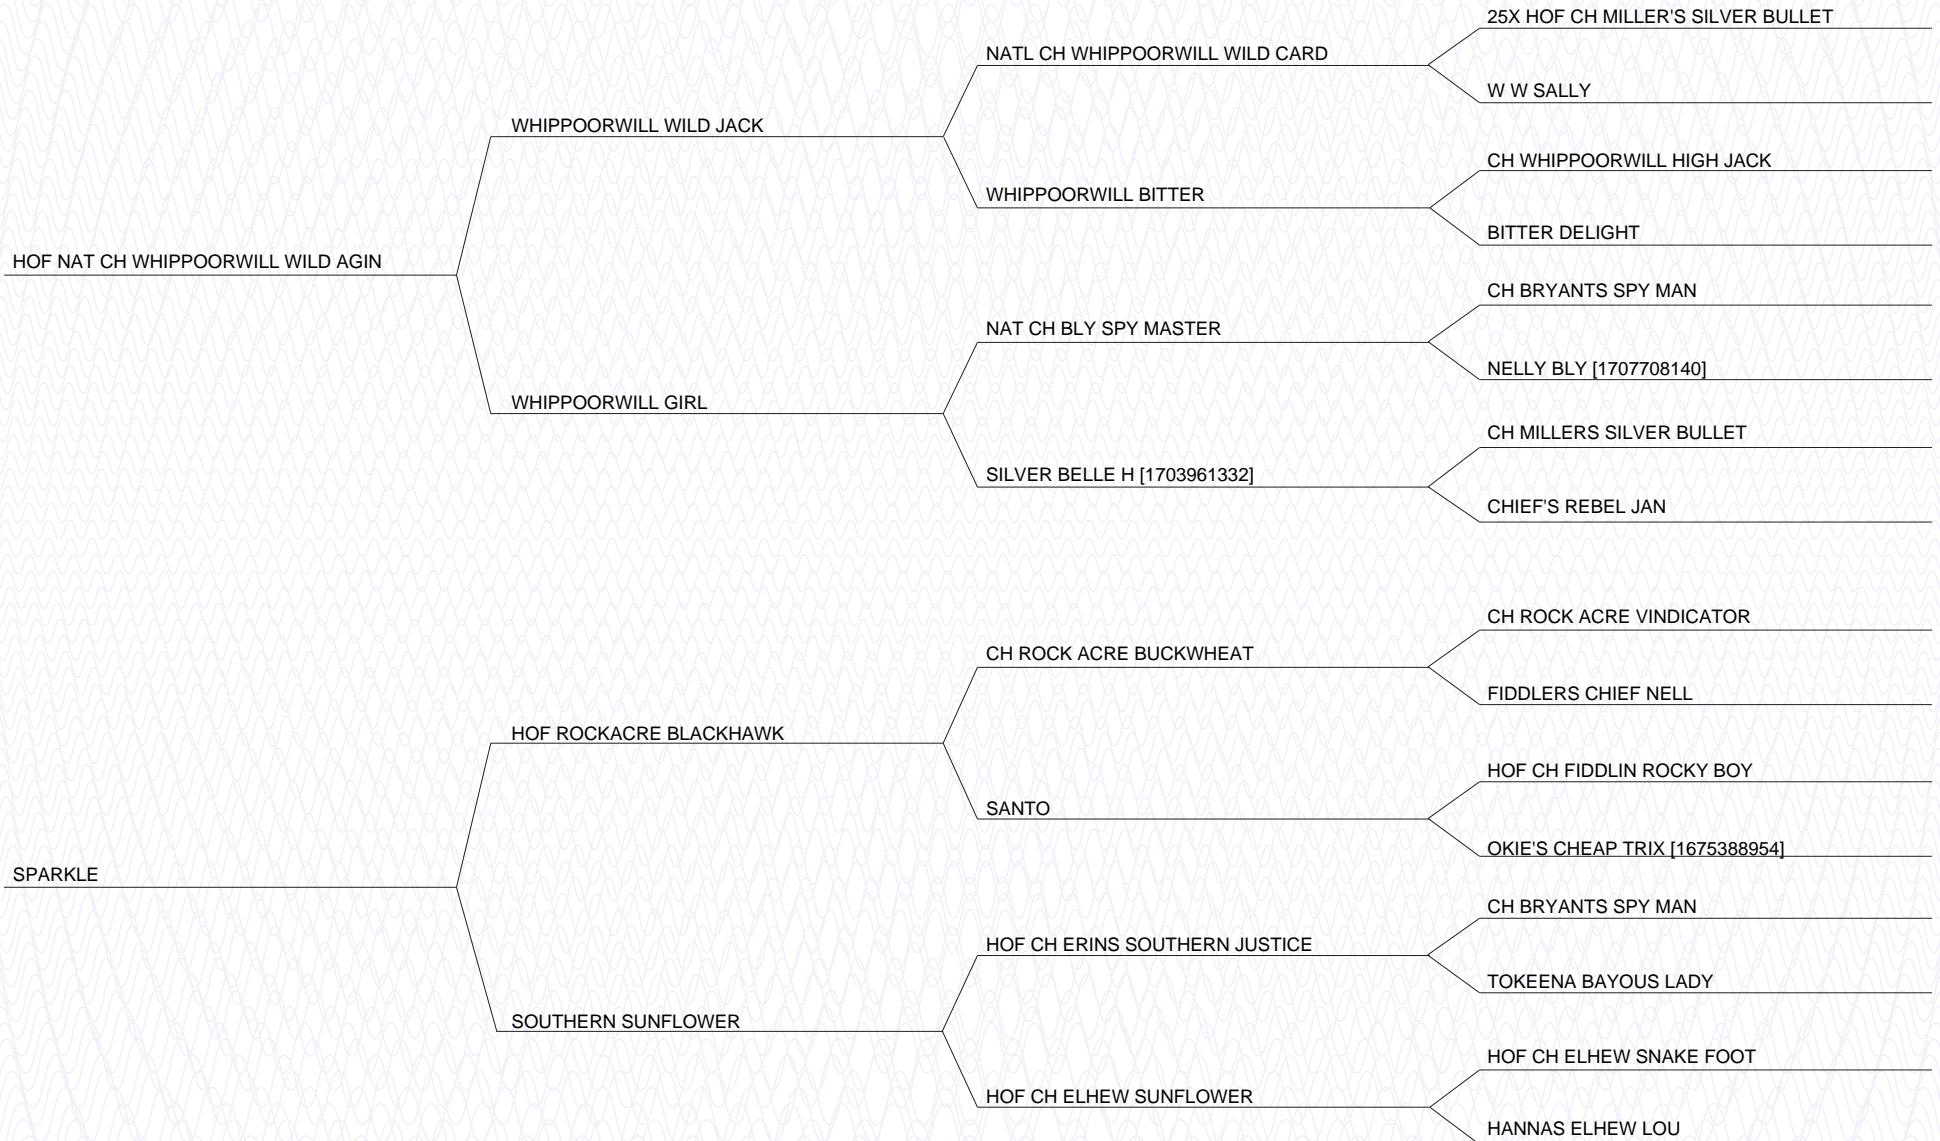 25X HOF CH MILLER'S SILVER BULLET
NATL CH WHIPPOORWILL WILD CARD
W W SALLY
WHIPPOORWILL WILD JACK
CH WHIPPOORWILL HIGH JACK
WHIPPOORWILL BITTER
BITTER DELIGHT
HOF NAT CH WHIPPOORWILL WILD AGIN
CH BRYANTS SPY MAN
NAT CH BLY SPY MASTER
NELLY BLY [1707708140]
WHIPPOORWILL GIRL
CH MILLERS SILVER BULLET
SILVER BELLE H [1703961332]
CHIEF'S REBEL JAN
CH ROCK ACRE VINDICATOR
CH ROCK ACRE BUCKWHEAT
FIDDLERS CHIEF NELL
HOF ROCKACRE BLACKHAWK
HOF CH FIDDLIN ROCKY BOY
SANTO
OKIE'S CHEAP TRIX [1675388954]
SPARKLE
CH BRYANTS SPY MAN
HOF CH ERINS SOUTHERN JUSTICE
TOKEENA BAYOUS LADY
SOUTHERN SUNFLOWER
HOF CH ELHEW SNAKE FOOT
HOF CH ELHEW SUNFLOWER
HANNAS ELHEW LOU